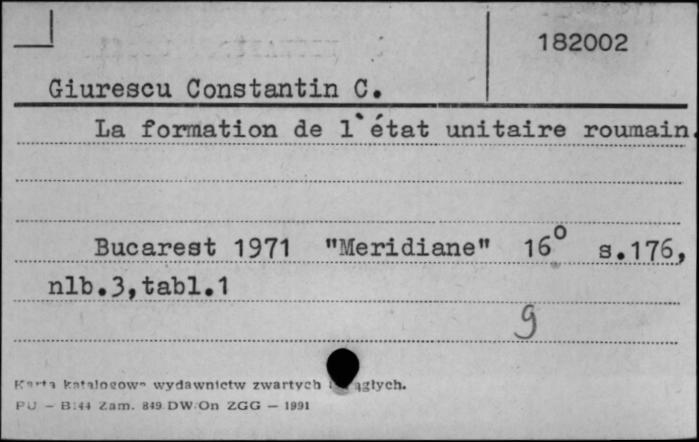 182002
Giurescu Constantin C.
La formation de l`état unitaire roumain.
Bucarest 1971 "Meridiane" 16° s.176,
nlb.3,tabl.1
9
Karta katalogowa wydawnictw zwartych ciągłych.
PU – B/44 Zam. 849 DW/On ZGG — 1991